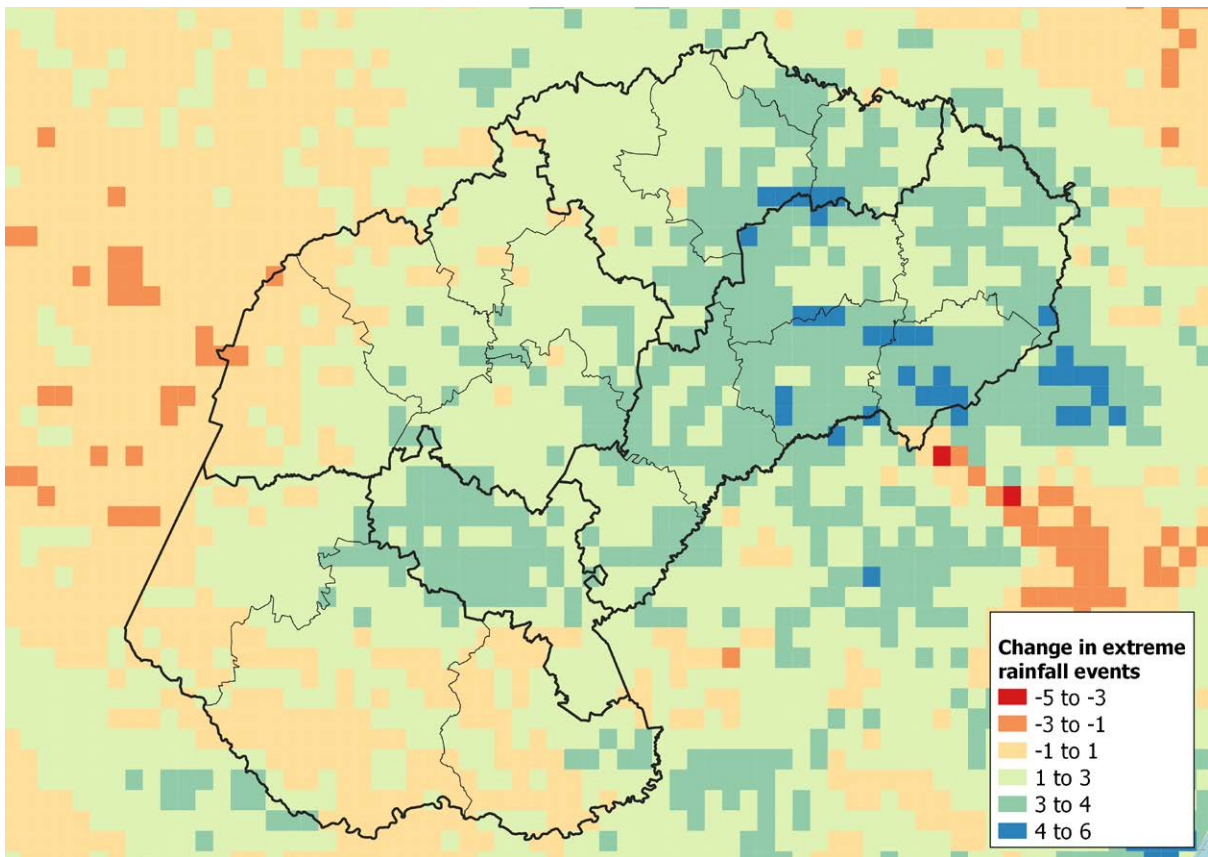 Change in extreme
rainfall events
-5 to -3
-3 to -1
-1 to 1
1 to 3
3 to 4
4 to 6